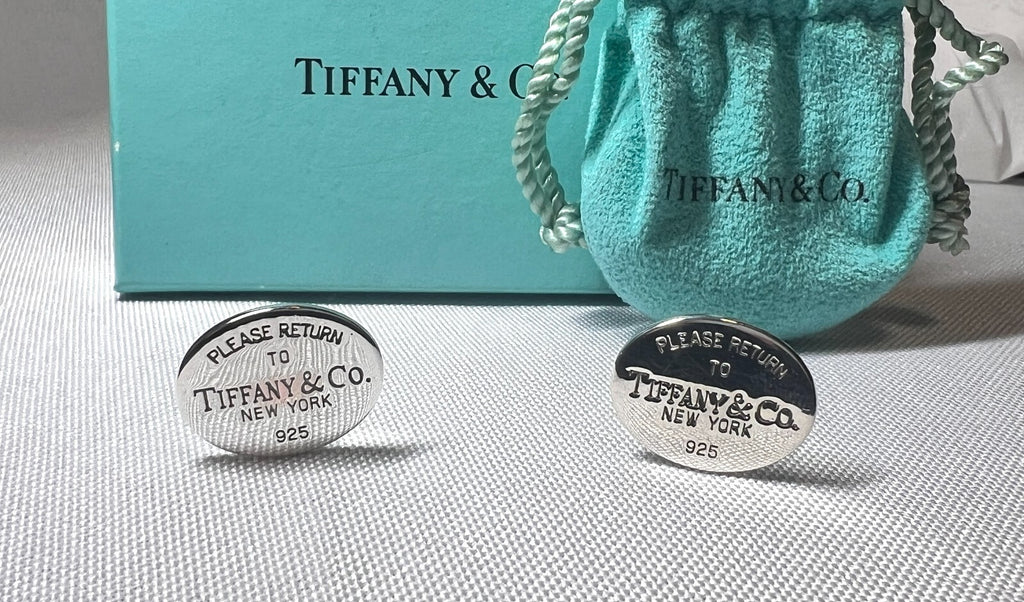 TIFFANY & CO.
TIFFANY & CO.
PLEASE RETURN
TO
TIFFANY & CO.
NEW YORK
925
PLEASE RETURN
TO
TIFFANY & CO.
NEW YORK
925